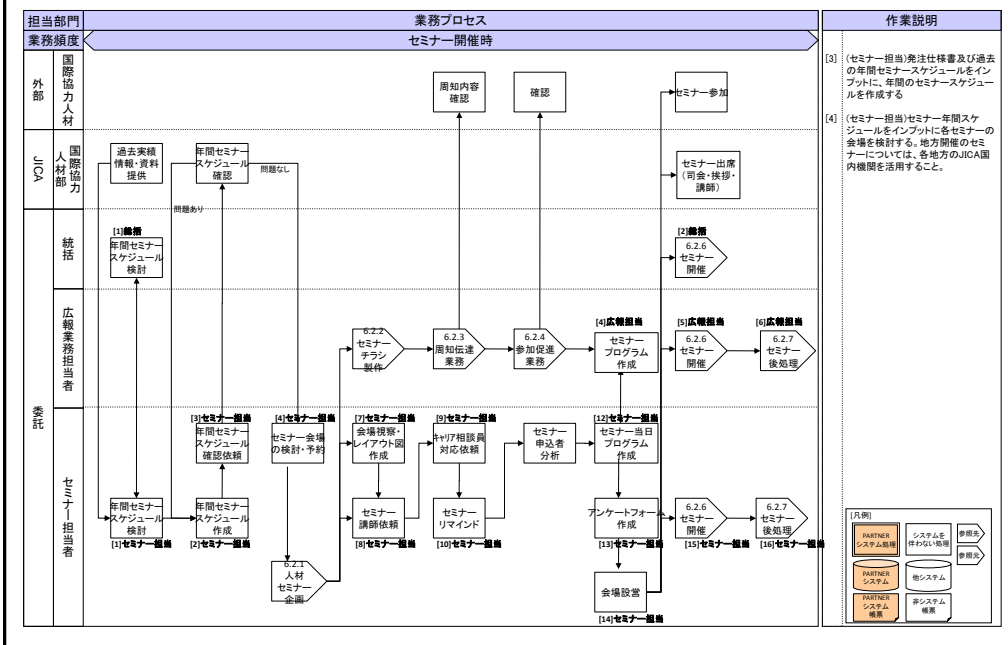 担当部門
業務プロセス
作業説明
業務頻度
セミナー開催時
外部
国際協力人材
周知内容
確認
確認
セミナー参加
JICA
国際協力
人材部
過去実績
情報・資料
提供
年間セミナー
スケジュール
確認
問題なし
問題あり
セミナー出席
(司会・挨拶・
講師)
委託
統括
[1]総括
年間セミナー
スケジュール
検討
[2]総括
6.2.6
セミナー
開催
広報業務担当者
6.2.2
セミナー
チラシ
製作
6.2.3
周知伝達
業務
6.2.4
参加促進
業務
[4]広報担当
セミナー
プログラム
作成
[5]広報担当
6.2.6
セミナー
開催
[6]広報担当
6.2.7
セミナー
後処理
セミナー担当者
[3]セミナー担当
年間セミナー
スケジュール
確認依頼
[4]セミナー担当
セミナー会場
の検討・予約
[7]セミナー担当
会場視察・
レイアウト図
作成
[9]セミナー担当
キャリア相談員
対応依頼
セミナー
申込者
分析
[12]セミナー担当
セミナー当日
プログラム
作成
年間セミナー
スケジュール
検討
[1]セミナー担当
年間セミナー
スケジュール
作成
[2]セミナー担当
セミナー
講師依頼
[8]セミナー担当
セミナー
リマインド
[10]セミナー担当
アンケートフォーム
作成
[13]セミナー担当
6.2.6
セミナー
開催
[15]セミナー担当
6.2.7
セミナー
後処理
[16]セミナー担当
6.2.1
人材
セミナー
企画
会場設営
[14]セミナー担当
[3] (セミナー担当)発注仕様書及び過去
の年間セミナースケジュールをイン
プットに、年間のセミナースケジュー
ルを作成する
[4] (セミナー担当)セミナー年間スケ
ジュールをインプットに各セミナーの
会場を検討する。地方開催のセミ
ナーについては、各地方のJICA国
内機関を活用すること。
[凡例]
PARTNER
システム処理
システムを
伴わない処理
参照先
参照元
PARTNER
システム
他システム
PARTNER
システム
帳票
非システム
帳票